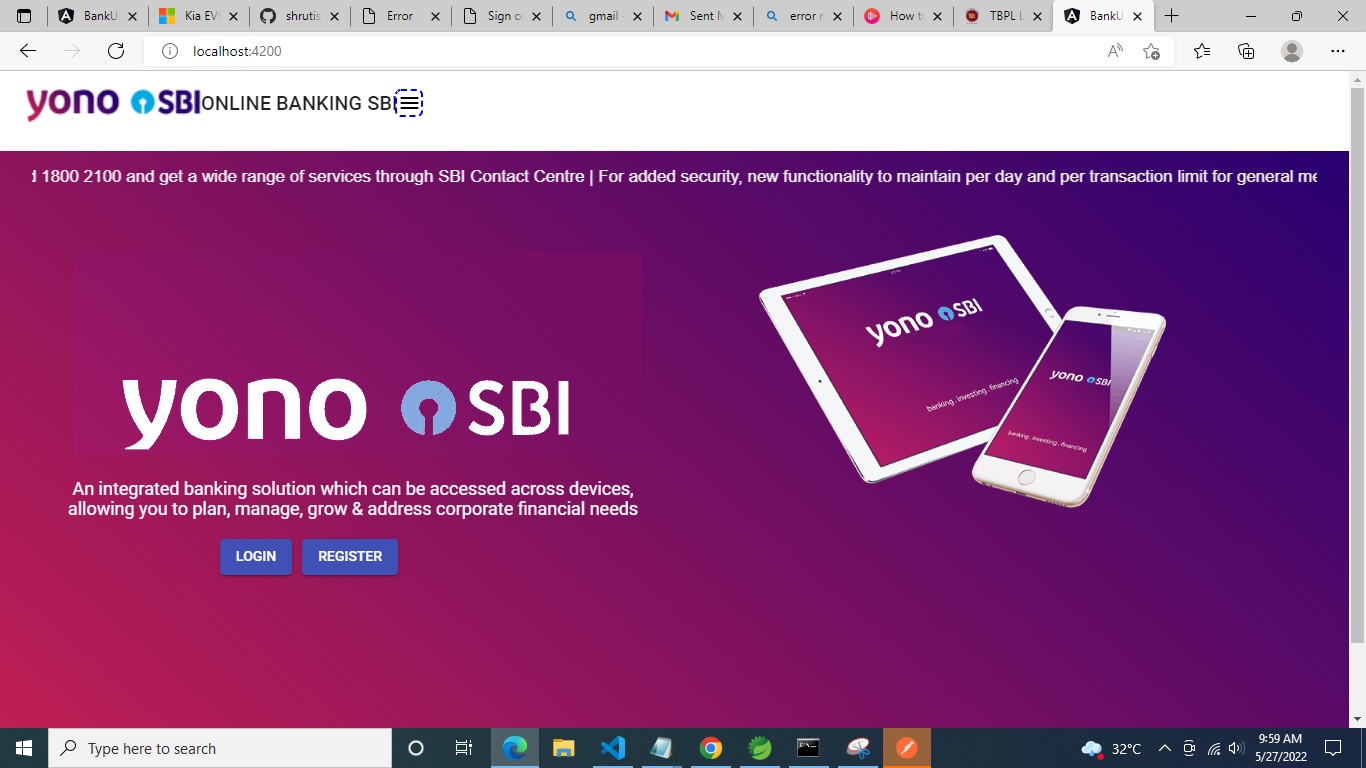 BankU
Kia EV
shrutis
Error
Sign o
gmail
Sent M
error r
How t
TBPL L
BankU
localhost:4200
yono SBI ONLINE BANKING SBI
1800 2100 and get a wide range of services through SBI Contact Centre | For added security, new functionality to maintain per day and per transaction limit for general me
yono SBI
banking . investing . financing
yono SBI
banking . investing . financing
yono SBI
An integrated banking solution which can be accessed across devices,
allowing you to plan, manage, grow & address corporate financial needs
LOGIN REGISTER
Type here to search
32°C
9:59 AM
5/27/2022